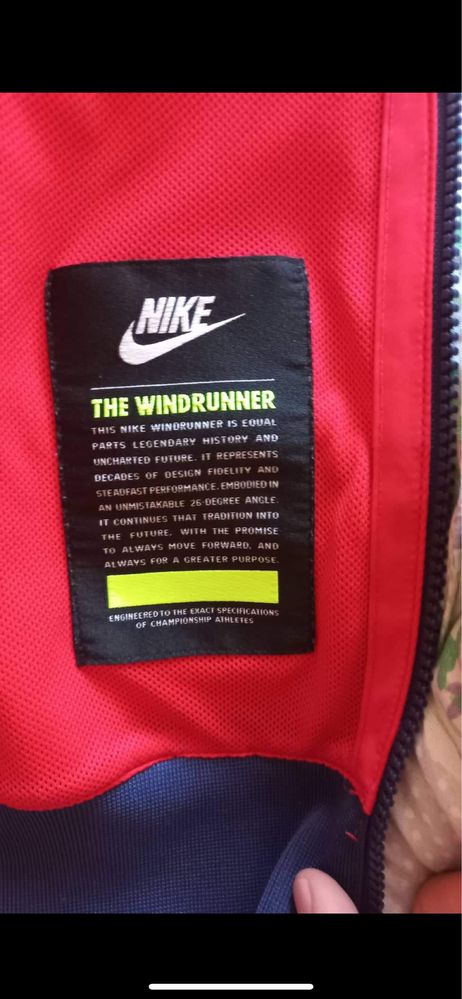 NIKE
THE WINDRUNNER
THIS NIKE WINDRUNNER IS EQUAL
PARTS LEGENDARY HISTORY AND
UNCHARTED FUTURE. IT REPRESENTS
DECADES OF DESIGN FIDELITY AND
STEADFAST PERFORMANCE. EMBODIED IN
AN UNMISTAKABLE 26-DEGREE ANGLE.
IT CONTINUES THAT TRADITION INTO
THE FUTURE. WITH THE PROMISE
TO ALWAYS MOVE FORWARD, AND
ALWAYS FOR A GREATER PURPOSE.
ENGINEERED TO THE EXACT SPECIFICATIONS
OF CHAMPIONSHIP ATHLETES